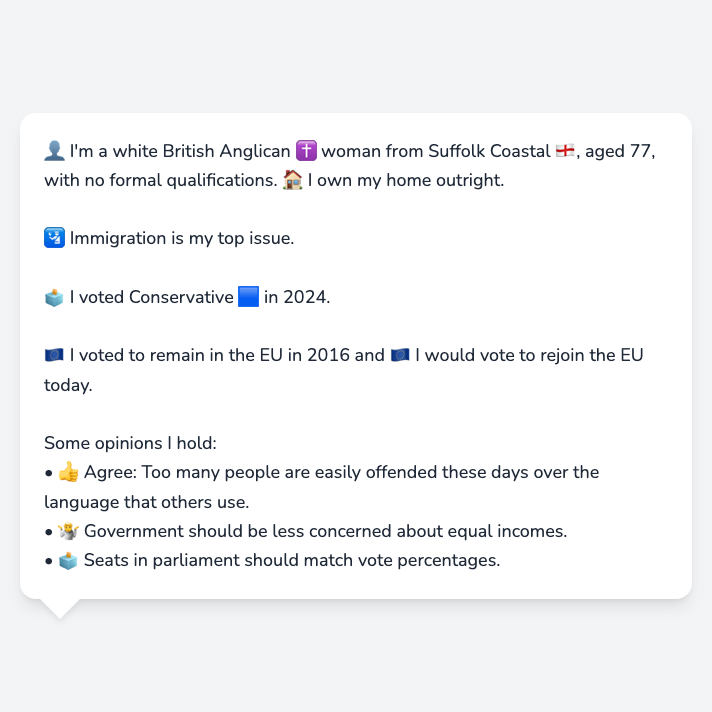 👤 I'm a white British Anglican ✝️ woman from Suffolk Coastal 🏴󠁧󠁢󠁥󠁮󠁧󠁿, aged 77,
with no formal qualifications. 🏠 I own my home outright.
🛂 Immigration is my top issue.
🗳️ I voted Conservative 🟦 in 2024.
🇪🇺 I voted to remain in the EU in 2016 and 🇪🇺 I would vote to rejoin the EU
today.
Some opinions I hold:
• 👍 Agree: Too many people are easily offended these days over the
language that others use.
• 🤷 Government should be less concerned about equal incomes.
• 🗳️ Seats in parliament should match vote percentages.